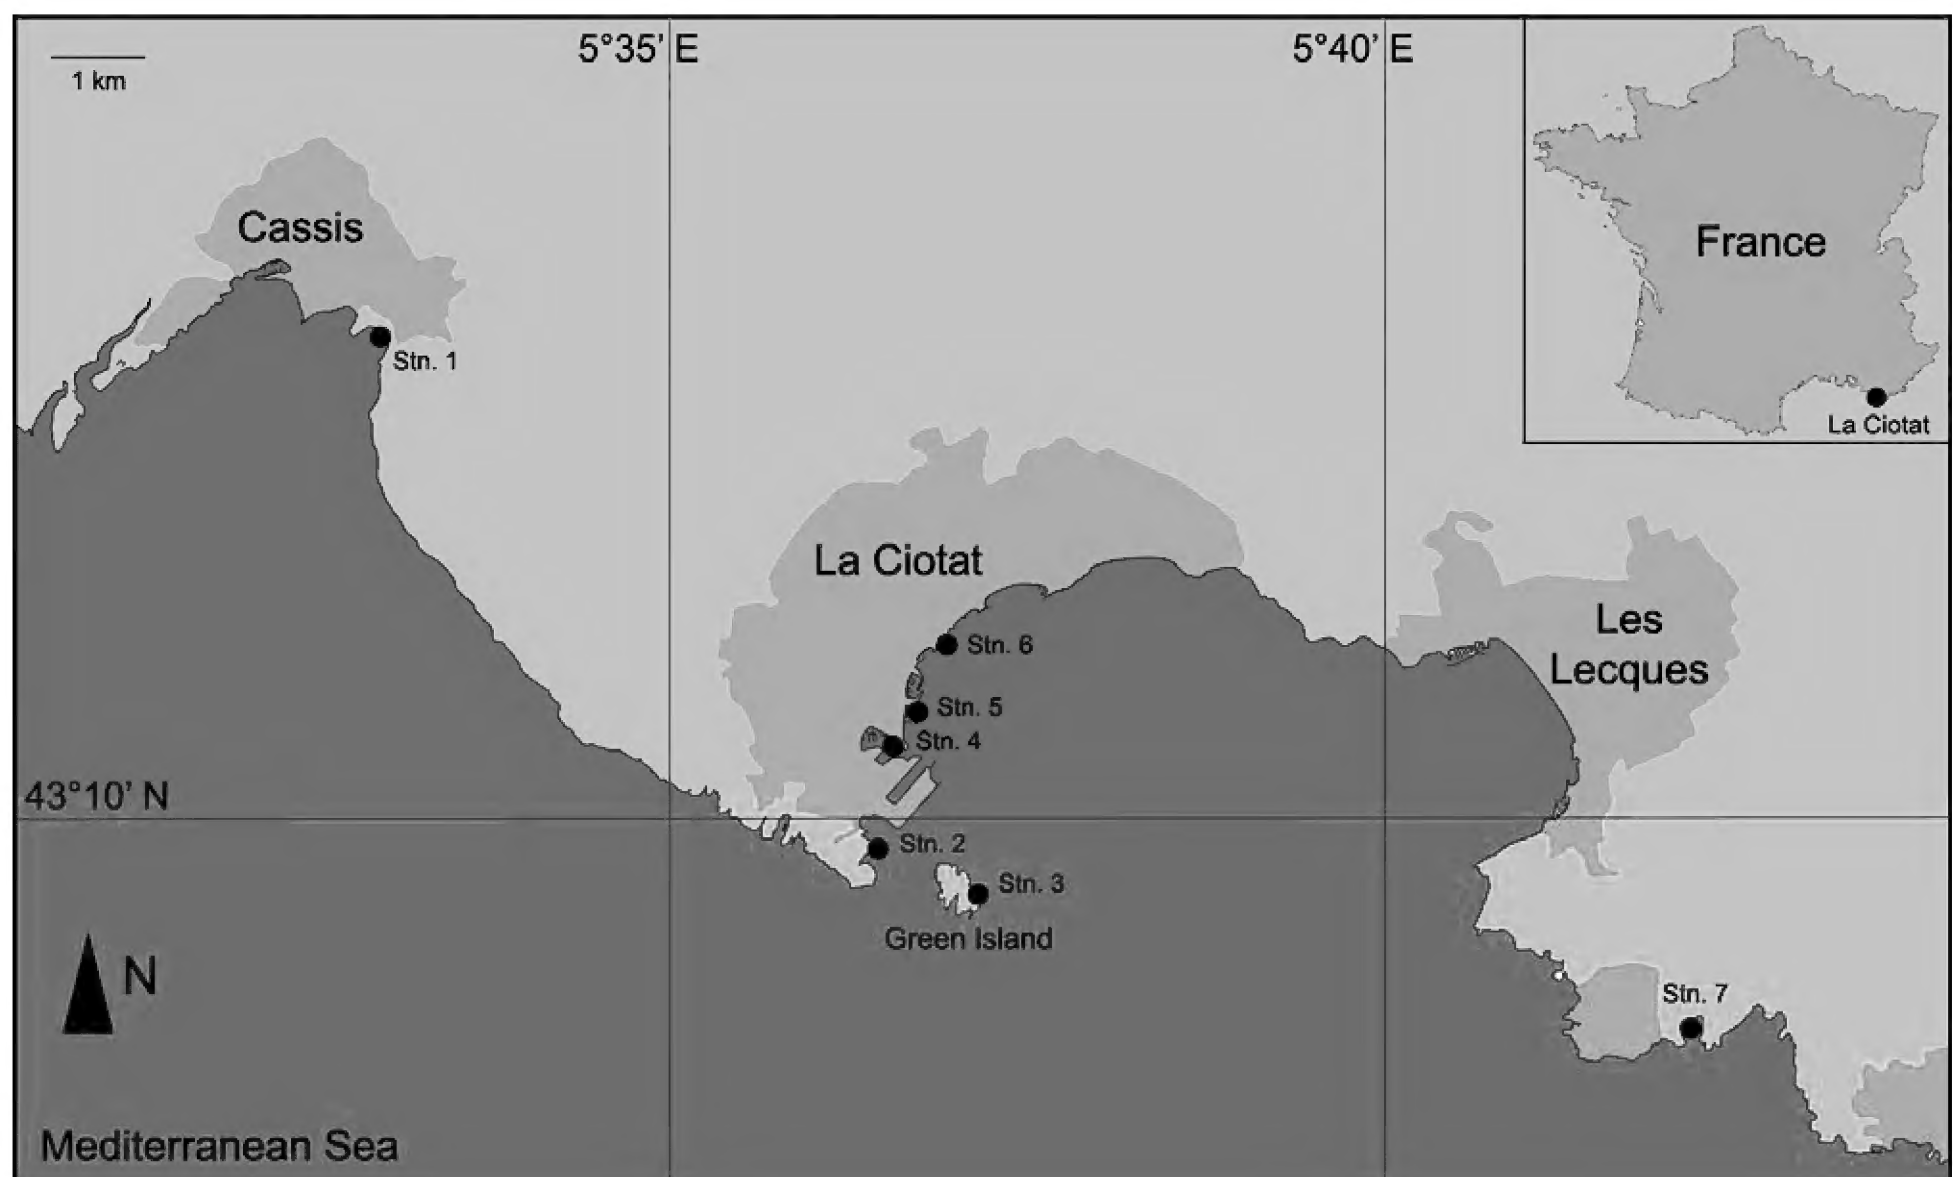 5°35' E
5°40' E
1 km
Cassis
France
Stn. 1
La Ciotat
La Ciotat
Les
Lecques
Stn. 6
Stn. 5
Stn. 4
43°10' N
Stn. 2
Stn. 3
Green Island
N
Stn. 7
Mediterranean Sea